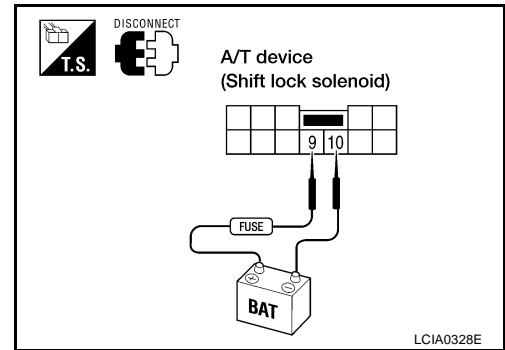 DISCONNECT
T.S.
A/T device
(Shift lock solenoid)
9 10
FUSE
+ −
BAT
LCIA0328E